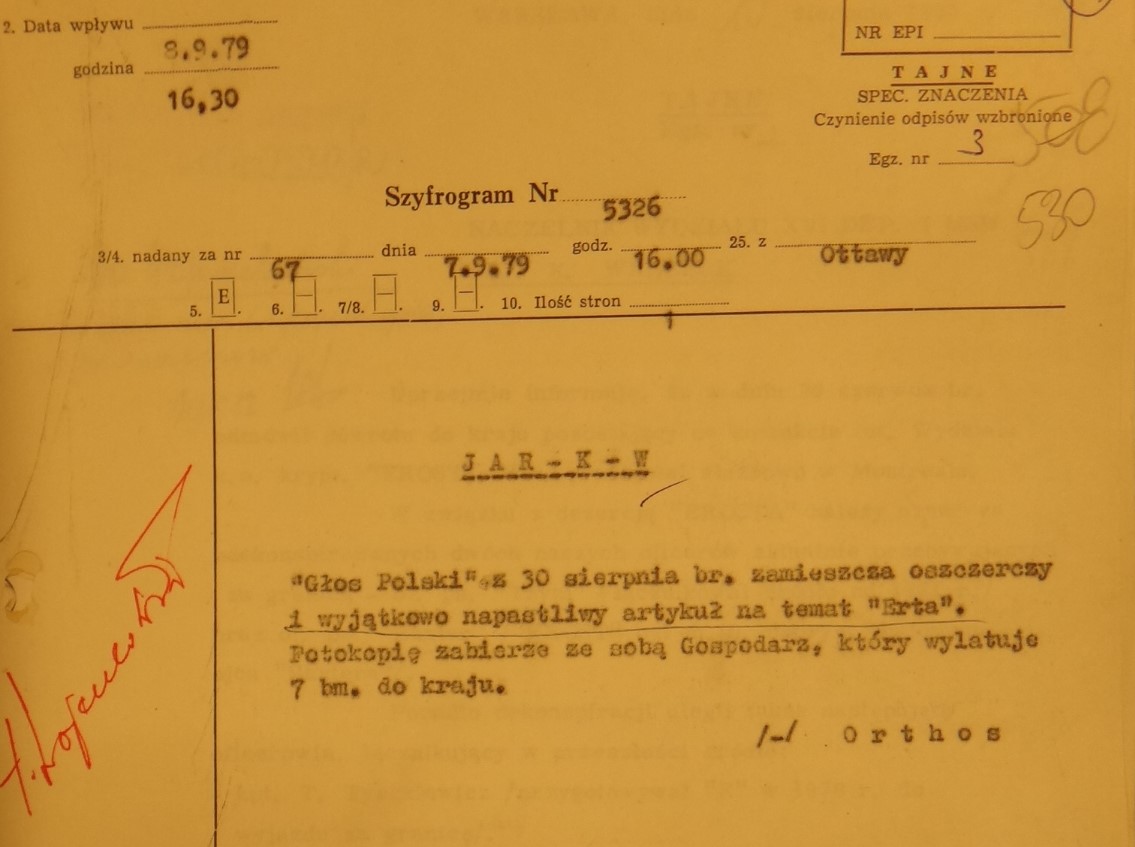 2. Data wpływu
8.9.79
godzina
16,30
NR EPI
TAJNE
SPEC. ZNACZENIA
Czynienie odpisów wzbronione
Egz. nr 3
508
530
Szyfrogram Nr 5326
3/4. nadany za nr 67 dnia 7.9.79 godz. 16.00 25. z Ottawy
5. E. 6. –. 7/8. –. 9. –. 10. Ilość stron 1
JAR-K-W
"Głos Polski" z 30 sierpnia br. zamieszcza oszczerczy
i wyjątkowo napastliwy artykuł na temat "Erta".
Fotokopię zabierze ze sobą Gospodarz, który wylatuje
7 bm. do kraju.
/-/ Orthos